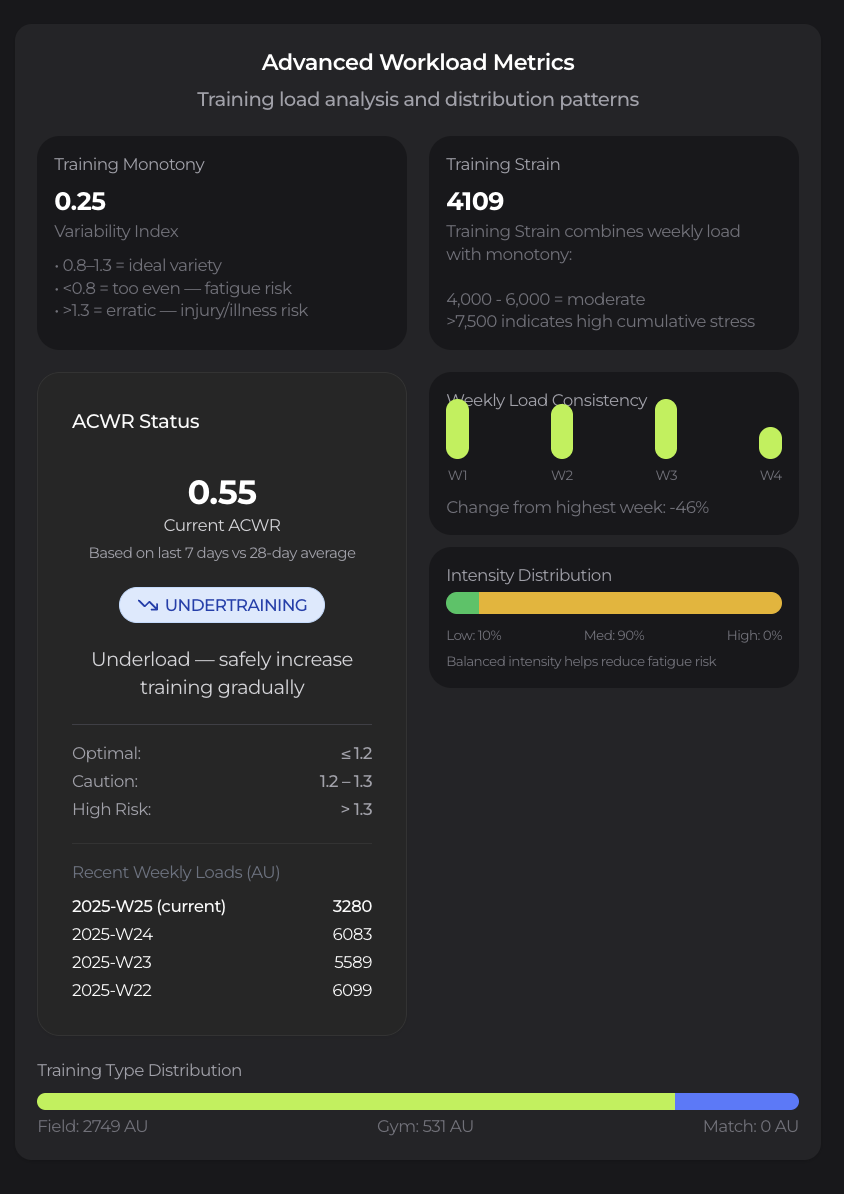 Advanced Workload Metrics
Training load analysis and distribution patterns
Training Monotony
0.25
Variability Index
• 0.8–1.3 = ideal variety
• <0.8 = too even — fatigue risk
• >1.3 = erratic — injury/illness risk
Training Strain
4109
Training Strain combines weekly load
with monotony:
4,000 - 6,000 = moderate
>7,500 indicates high cumulative stress
ACWR Status
0.55
Current ACWR
Based on last 7 days vs 28-day average
UNDERTRAINING
Underload — safely increase
training gradually
Optimal: ≤ 1.2
Caution: 1.2 – 1.3
High Risk: > 1.3
Recent Weekly Loads (AU)
2025-W25 (current) 3280
2025-W24 6083
2025-W23 5589
2025-W22 6099
Weekly Load Consistency
W1 W2 W3 W4
Change from highest week: -46%
Intensity Distribution
Low: 10% Med: 90% High: 0%
Balanced intensity helps reduce fatigue risk
Training Type Distribution
Field: 2749 AU Gym: 531 AU Match: 0 AU